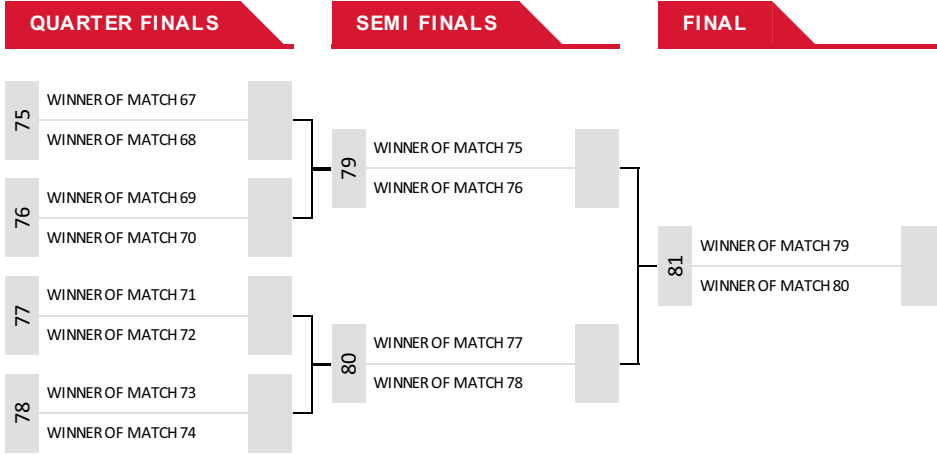 QUARTER FINALS
SEMI FINALS
FINAL
75
WINNER OF MATCH 67
WINNER OF MATCH 68
76
WINNER OF MATCH 69
WINNER OF MATCH 70
77
WINNER OF MATCH 71
WINNER OF MATCH 72
78
WINNER OF MATCH 73
WINNER OF MATCH 74
79
WINNER OF MATCH 75
WINNER OF MATCH 76
80
WINNER OF MATCH 77
WINNER OF MATCH 78
81
WINNER OF MATCH 79
WINNER OF MATCH 80